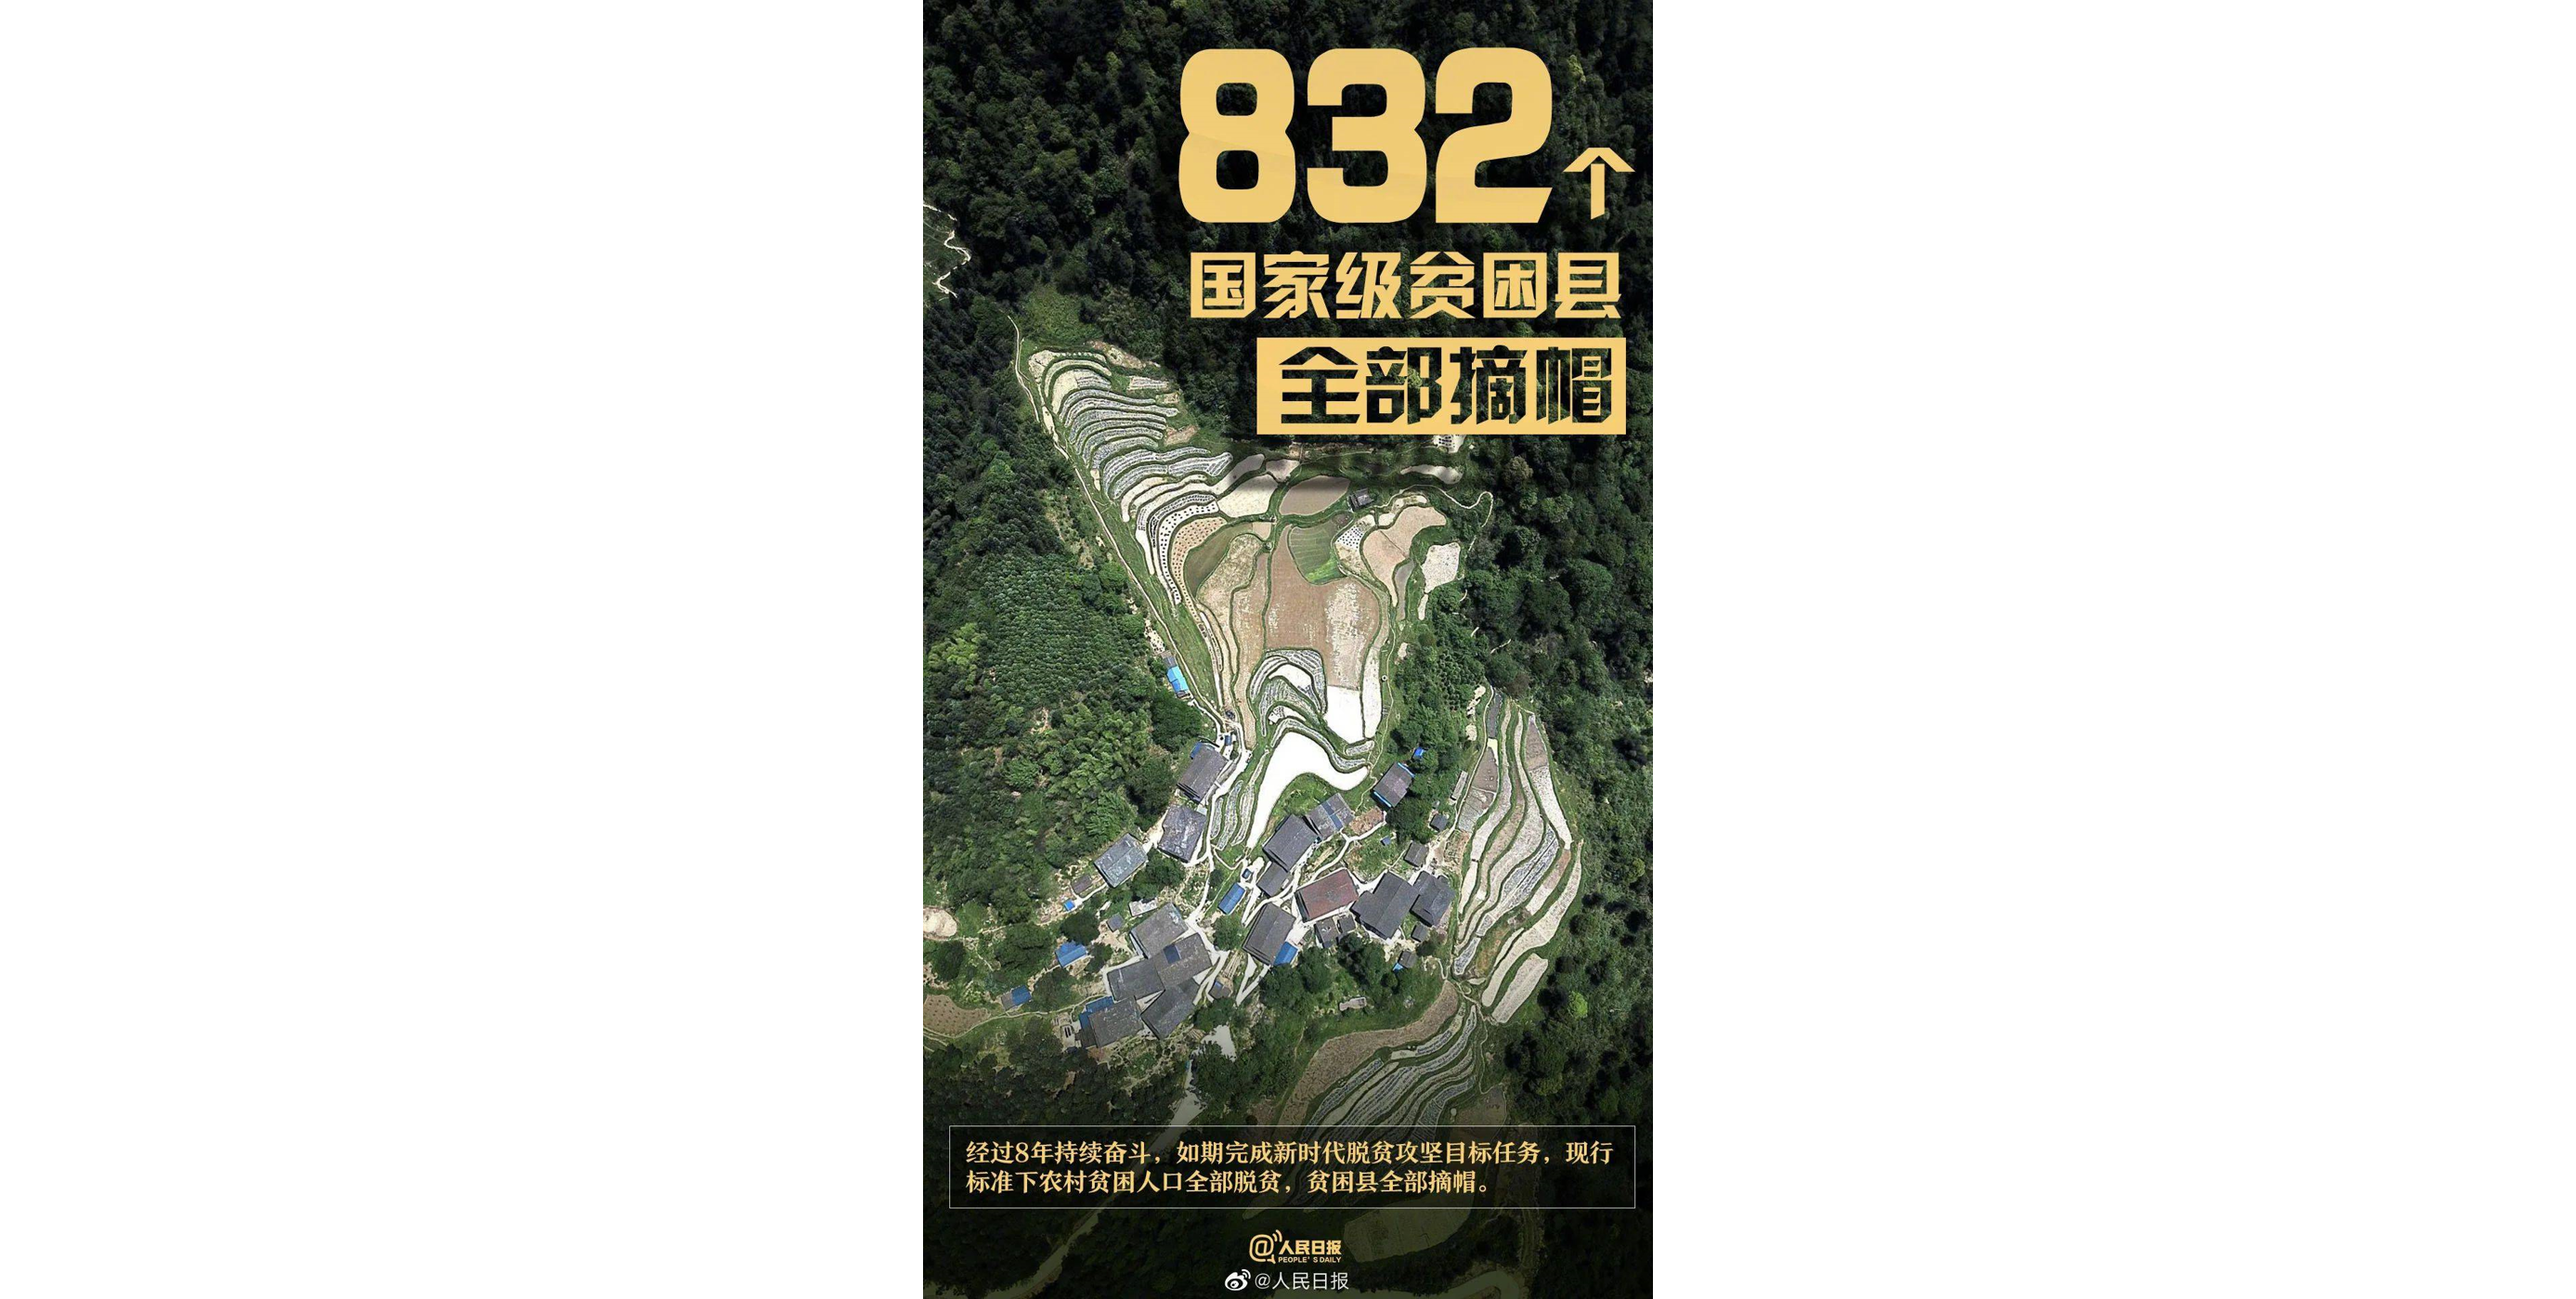 832个
国家级贫困县
全部摘帽
经过8年持续奋斗，如期完成新时代脱贫攻坚目标任务，现行
标准下农村贫困人口全部脱贫，贫困县全部摘帽。
@人民日报
PEOPLE'S DAILY
@人民日报